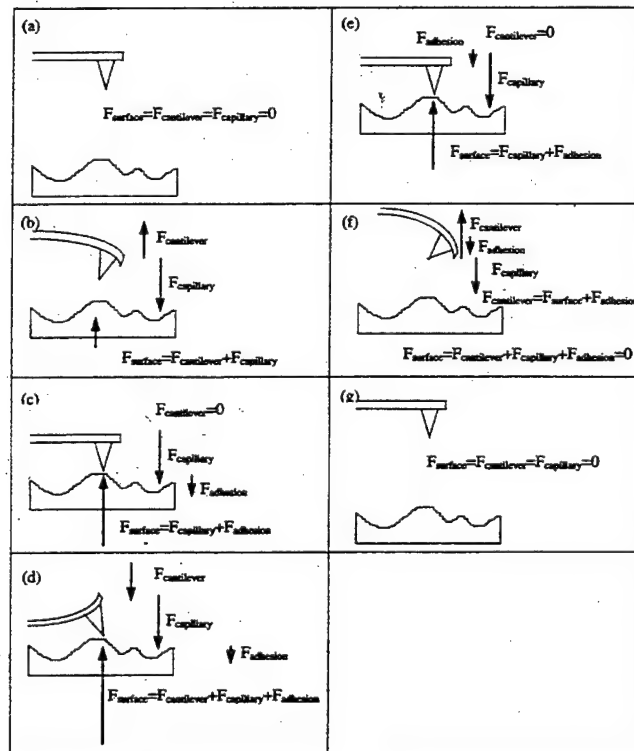 (a)
F_surface=F_cantilever=F_capillary=0
(b)
F_cantilever
F_capillary
F_surface=F_cantilever+F_capillary
(c)
F_cantilever=0
F_capillary
F_adhesion
F_surface=F_capillary+F_adhesion
(d)
F_cantilever
F_capillary
F_adhesion
F_surface=F_cantilever+F_capillary+F_adhesion
(e)
F_adhesion
F_cantilever=0
F_capillary
F_surface=F_capillary+F_adhesion
(f)
F_cantilever
F_adhesion
F_capillary
F_cantilever=F_surface+F_adhesion
F_surface=F_cantilever+F_capillary+F_adhesion=0
(g)
F_surface=F_cantilever=F_capillary=0